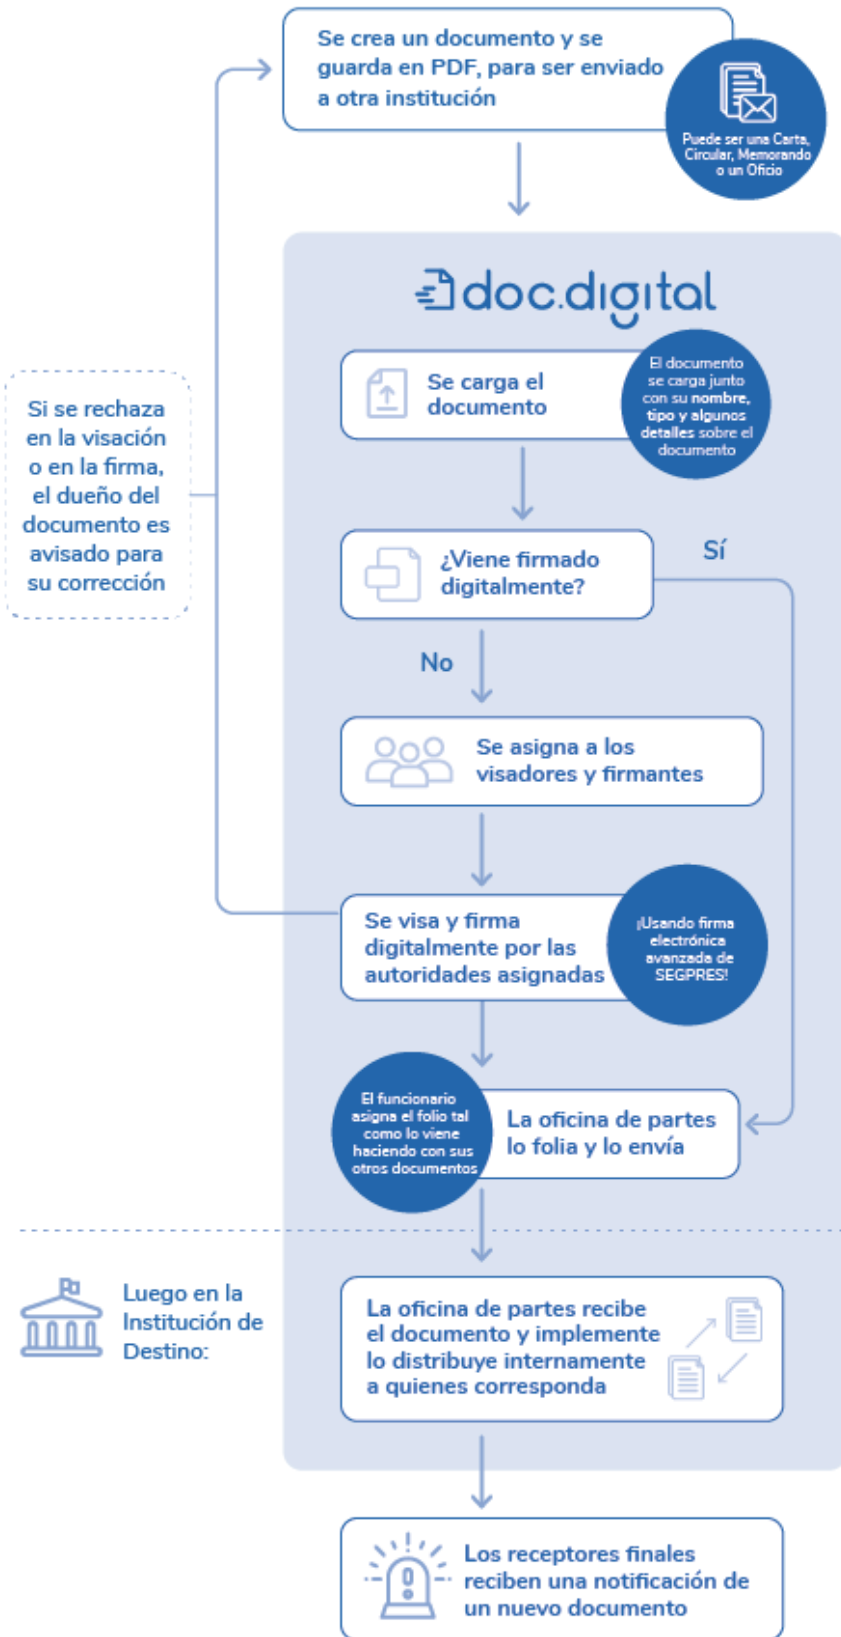 Se crea un documento y se
guarda en PDF, para ser enviado
a otra institución
Puede ser una Carta,
Circular, Memorando
o un Oficio
doc.digital
Se carga el
documento
El documento
se carga junto
con su nombre,
tipo y algunos
detalles sobre el
documento
Si se rechaza
en la visación
o en la firma,
el dueño del
documento es
avisado para
su corrección
¿Viene firmado
digitalmente?
Sí
No
Se asigna a los
visadores y firmantes
Se visa y firma
digitalmente por las
autoridades asignadas
¡Usando firma
electrónica
avanzada de
SEGPRES!
El funcionario
asigna el folio tal
como lo viene
haciendo con sus
otros documentos
La oficina de partes
lo folia y lo envía
Luego en la
Institución de
Destino:
La oficina de partes recibe
el documento y implemente
lo distribuye internamente
a quienes corresponda
Los receptores finales
reciben una notificación de
un nuevo documento